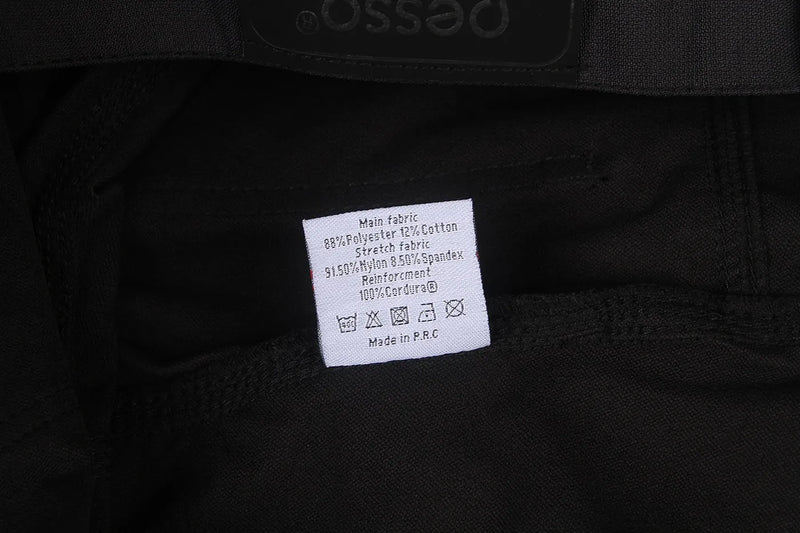 pesso®
Main fabric
88%Polyester 12%Cotton
Stretch fabric
91.50%Nylon 8.50%Spandex
Reinforcment
100%Cordura®
Made in P.R.C